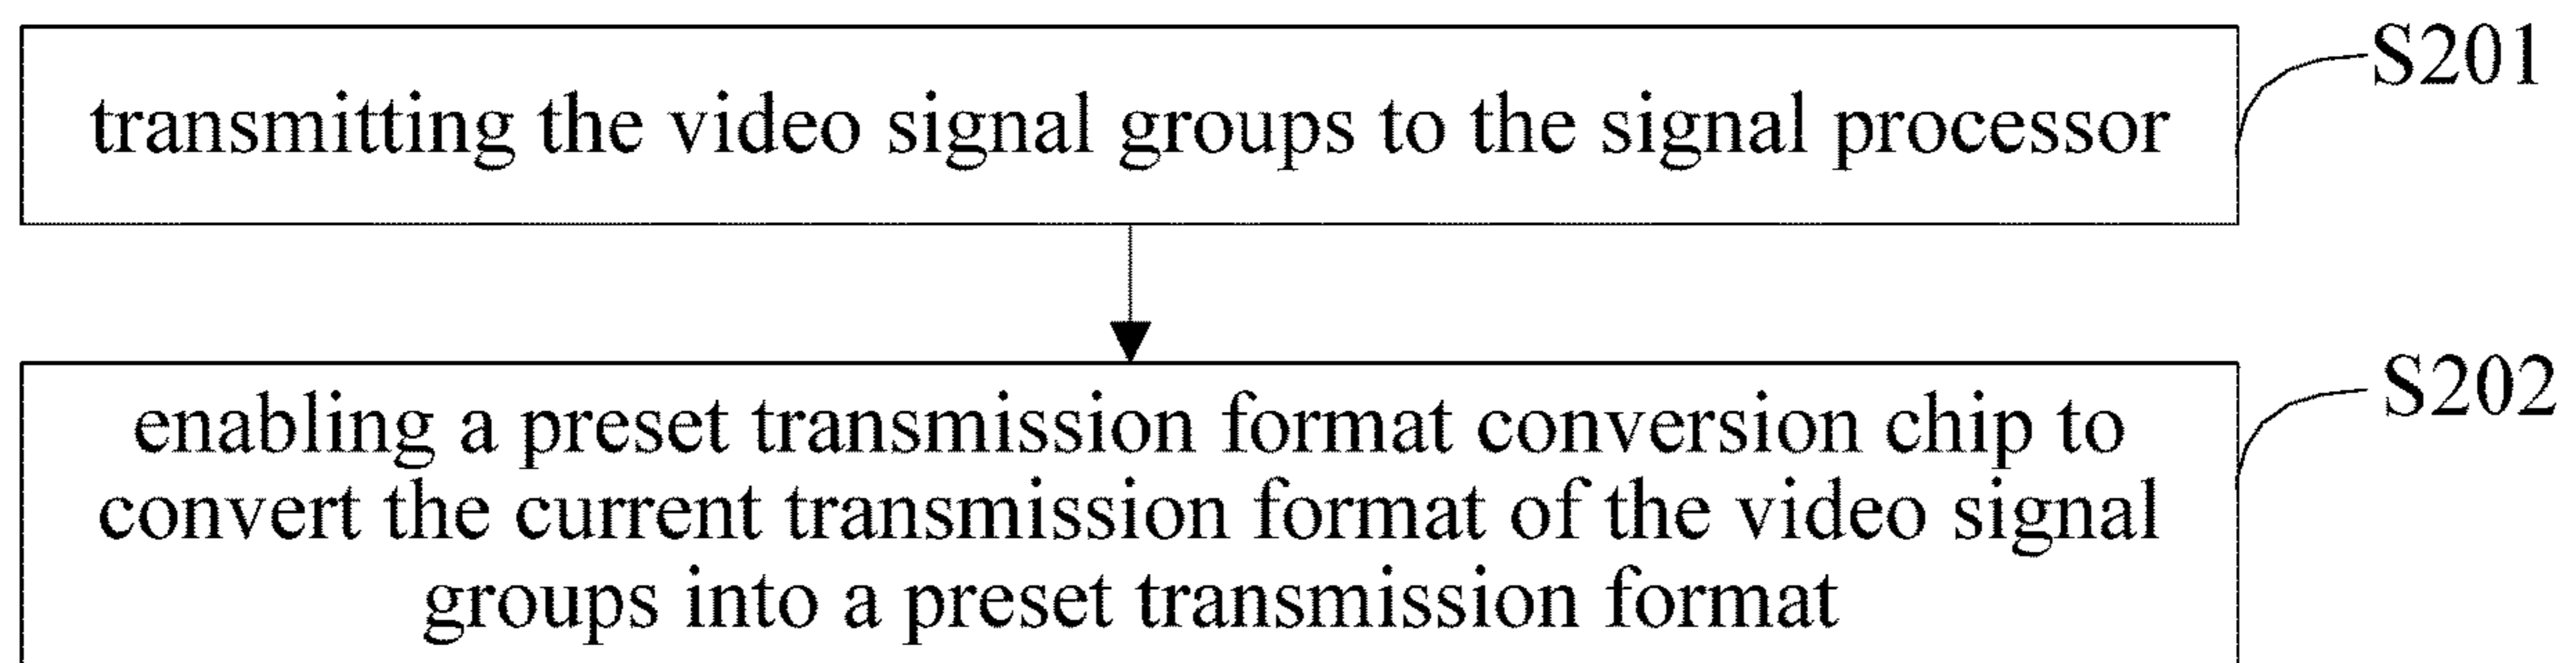 transmitting the video signal groups to the signal processor
S201
enabling a preset transmission format conversion chip to
convert the current transmission format of the video signal
groups into a preset transmission format
S202